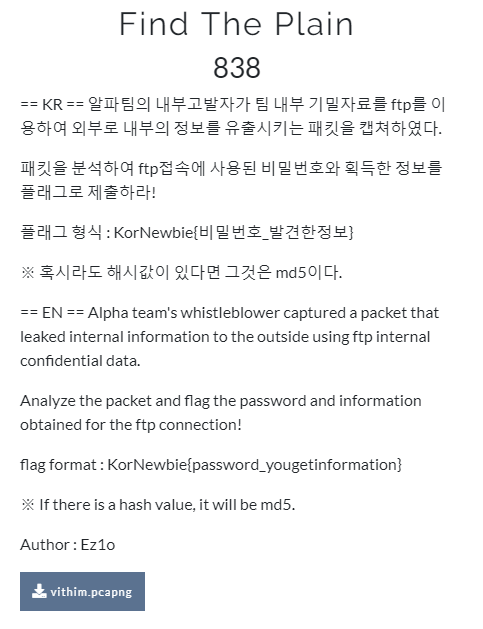 Find The Plain
838
== KR == 알파팀의 내부고발자가 팀 내부 기밀자료를 ftp를 이
용하여 외부로 내부의 정보를 유출시키는 패킷을 캡쳐하였다.
패킷을 분석하여 ftp접속에 사용된 비밀번호와 획득한 정보를
플래그로 제출하라!
플래그 형식 : KorNewbie{비밀번호_발견한정보}
※ 혹시라도 해시값이 있다면 그것은 md5이다.
== EN == Alpha team's whistleblower captured a packet that
leaked internal information to the outside using ftp internal
confidential data.
Analyze the packet and flag the password and information
obtained for the ftp connection!
flag format : KorNewbie{password_yougetinformation}
※ If there is a hash value, it will be md5.
Author : Ez1o
vithim.pcapng